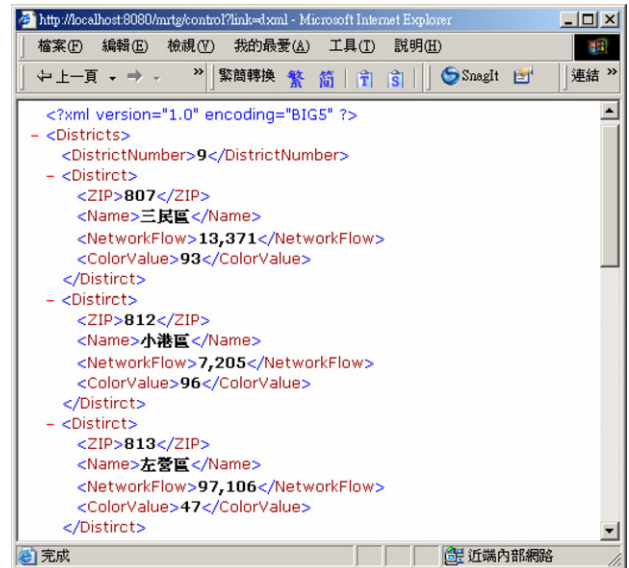 http://localhost:8080/mrtg/control?link=dxml - Microsoft Internet Explorer
檔案(F) 編輯(E) 檢視(V) 我的最愛(A) 工具(T) 說明(H)
上一頁 » 繁簡轉換 繁 简 繁 S SnagIt 連結 »
<?xml version="1.0" encoding="BIG5" ?>
- <Districts>
<DistrictNumber>9</DistrictNumber>
- <Distirct>
<ZIP>807</ZIP>
<Name>三民區</Name>
<NetworkFlow>13,371</NetworkFlow>
<ColorValue>93</ColorValue>
</Distirct>
- <Distirct>
<ZIP>812</ZIP>
<Name>小港區</Name>
<NetworkFlow>7,205</NetworkFlow>
<ColorValue>96</ColorValue>
</Distirct>
- <Distirct>
<ZIP>813</ZIP>
<Name>左營區</Name>
<NetworkFlow>97,106</NetworkFlow>
<ColorValue>47</ColorValue>
</Distirct>
完成 近端內部網路